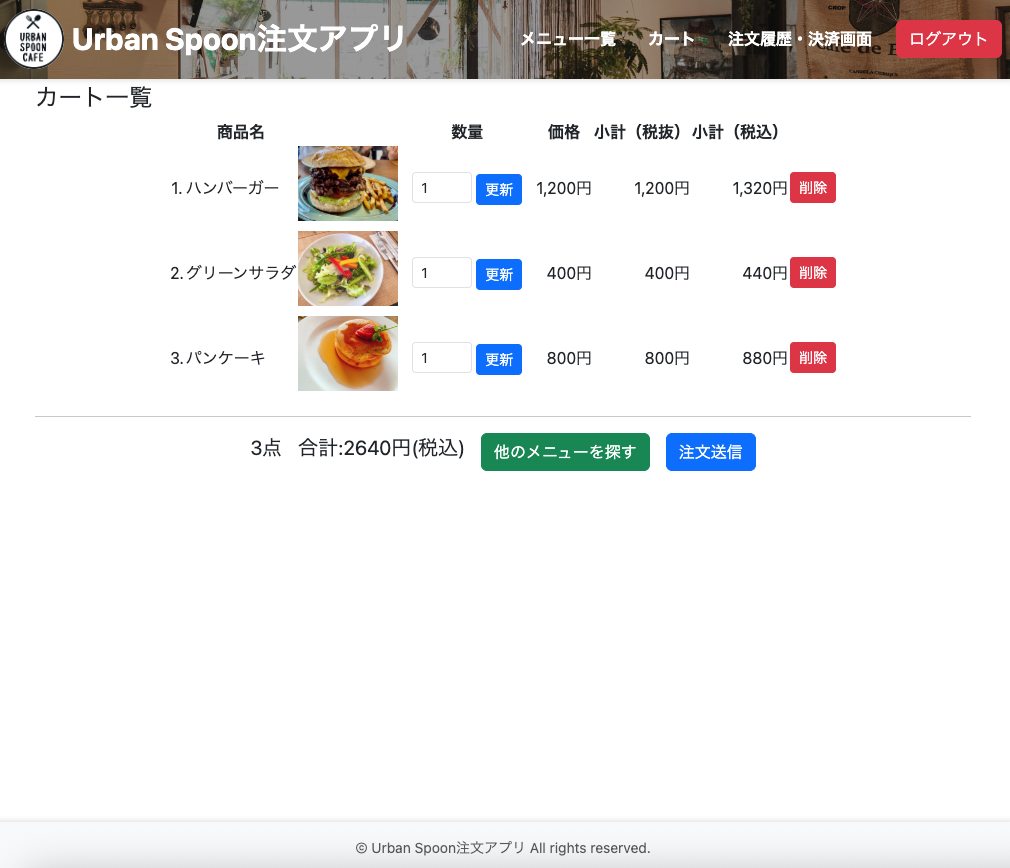 URBAN
SPOON
CAFE
Urban Spoon注文アプリ
メニュー一覧 カート 注文履歴・決済画面 ログアウト
カート一覧
商品名 数量 価格 小計（税抜） 小計（税込）
1. ハンバーガー 1 更新 1,200円 1,200円 1,320円 削除
2. グリーンサラダ 1 更新 400円 400円 440円 削除
3. パンケーキ 1 更新 800円 800円 880円 削除
3点 合計:2640円(税込) 他のメニューを探す 注文送信
© Urban Spoon注文アプリ All rights reserved.